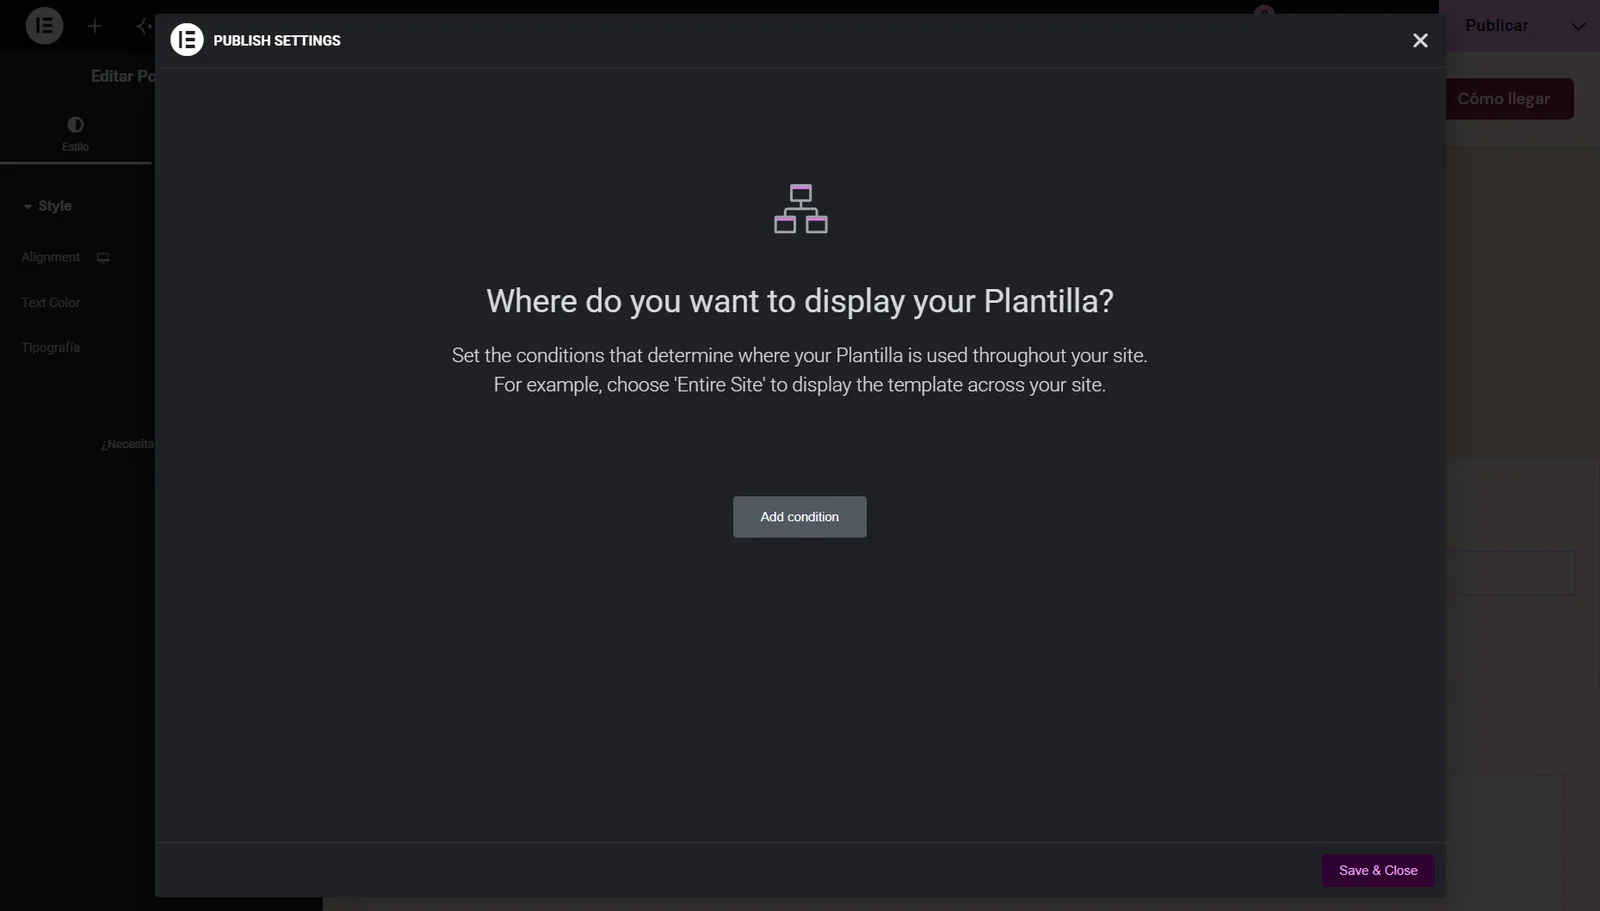 Publicar
PUBLISH SETTINGS
Editar Po
Cómo llegar
Estilo
Style
Alignment
Text Color
Tipografía
¿Necesita
Where do you want to display your Plantilla?
Set the conditions that determine where your Plantilla is used throughout your site.
For example, choose 'Entire Site' to display the template across your site.
Add condition
Save & Close